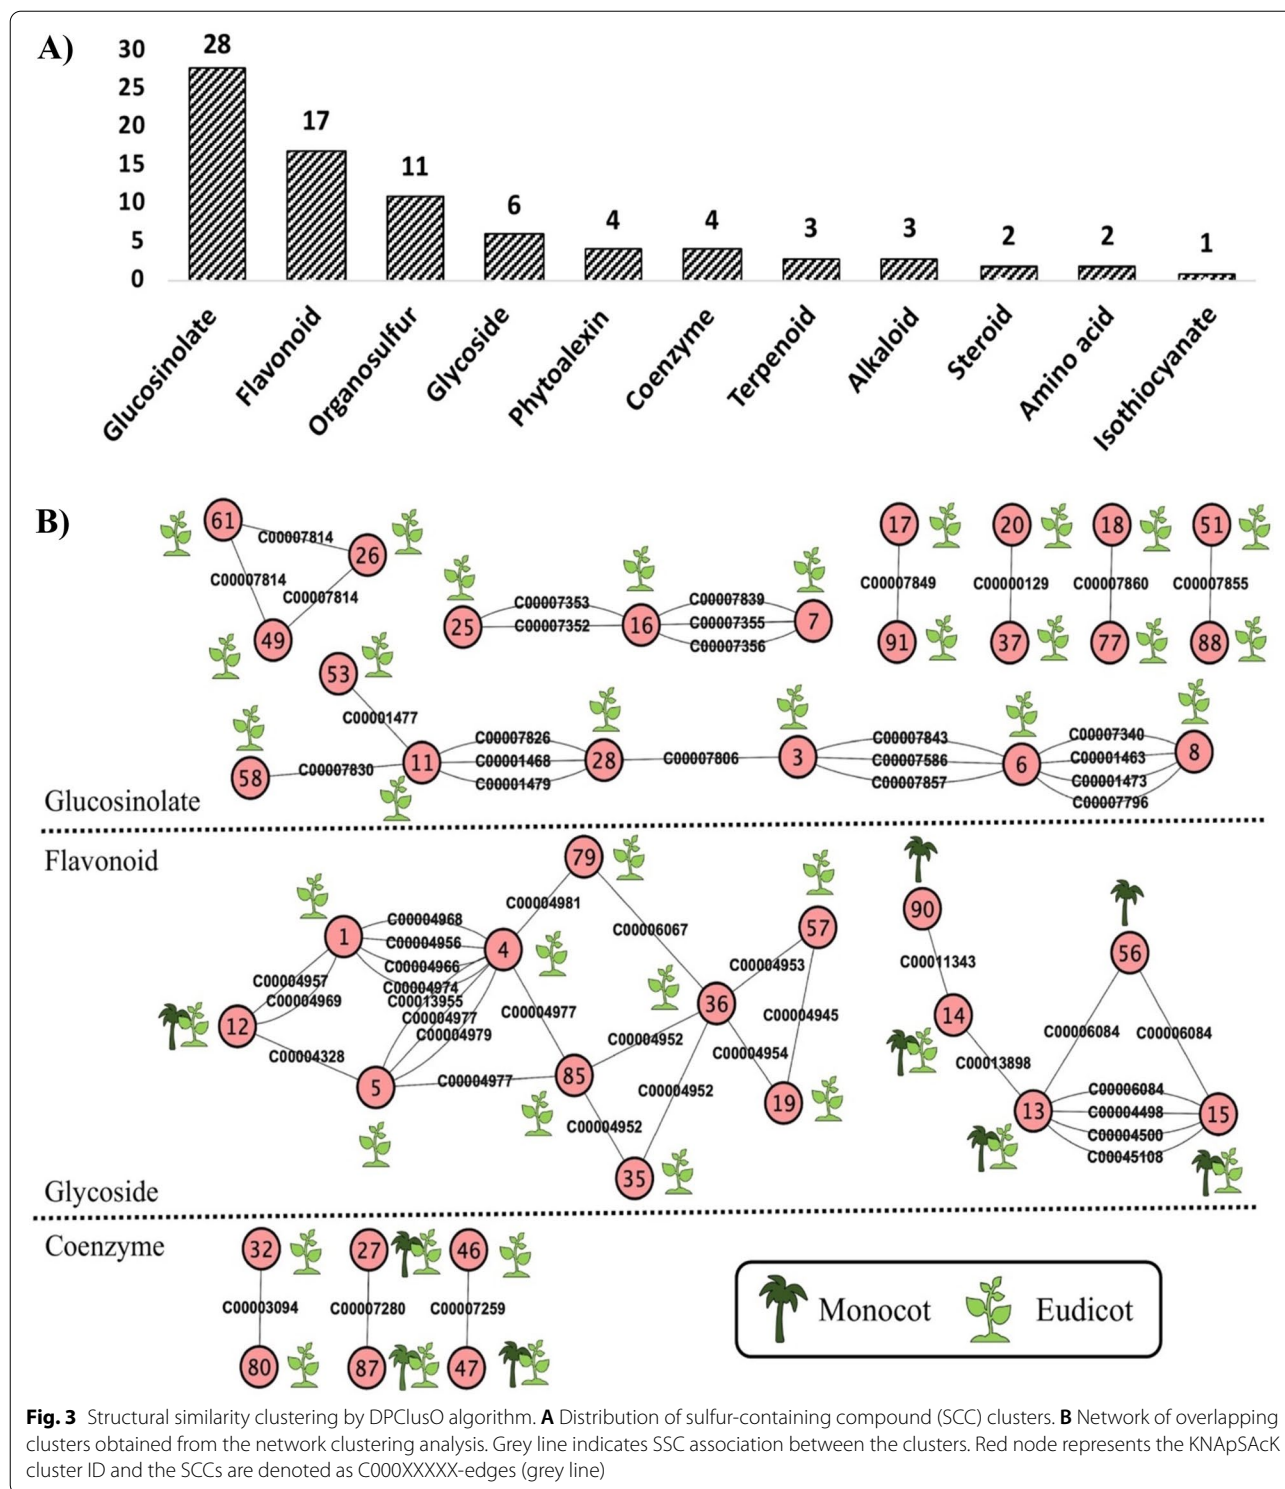 A)
30
25
20
15
10
5
0
28
17
11
6
4
4
3
3
2
2
1
Glucosinolate
Flavonoid
Organosulfur
Glycoside
Phytoalexin
Coenzyme
Terpenoid
Alkaloid
Steroid
Amino acid
Isothiocyanate
B)
61
C00007814
26
C00007814
C00007814
49
25
C00007353
C00007352
16
C00007839
C00007355
C00007356
7
17
C00007849
91
20
C00000129
37
18
C00007860
77
51
C00007855
88
53
C00001477
58
C00007830
11
C00007826
C00001468
C00001479
28
C00007806
3
C00007843
C00007586
C00007857
6
C00007340
C00001463
C00001473
C00007796
8
Glucosinolate
Flavonoid
79
C00004981
C00006067
1
C00004968
C00004956
C00004966
C00004974
C00013955
C00004977
C00004979
4
C00004957
C00004969
12
C00004328
5
C00004977
C00004977
85
C00004952
C00004952
C00004952
35
36
C00004953
57
C00004945
C00004954
19
90
C00011343
14
C00013898
56
C00006084
C00006084
13
C00006084
C00004498
C00004500
C00045108
15
Glycoside
Coenzyme
32
C00003094
80
27
C00007280
87
46
C00007259
47
Monocot
Eudicot
Fig. 3 Structural similarity clustering by DPClusO algorithm. A Distribution of sulfur-containing compound (SCC) clusters. B Network of overlapping
clusters obtained from the network clustering analysis. Grey line indicates SSC association between the clusters. Red node represents the KNApSAcK
cluster ID and the SCCs are denoted as C000XXXXX-edges (grey line)